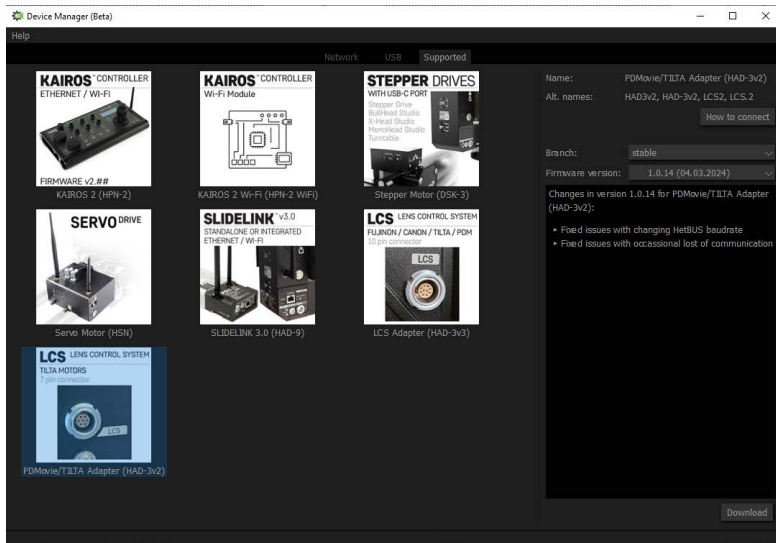 Device Manager (Beta)
Help
Network USB Supported
KAIROS™ CONTROLLER
ETHERNET / WI-FI
FIRMWARE v2.##
KAIROS 2 (HPN-2)
KAIROS™ CONTROLLER
Wi-Fi Module
KAIROS 2 Wi-Fi (HPN-2 WiFi)
STEPPER DRIVES
WITH USB-C PORT
Stepper Drive
BullHead Studio
X-Head Studio
MonoHead Studio
Turntable
Stepper Motor (DSK-3)
SERVO DRIVE
Servo Motor (HSN)
SLIDELINK™ v3.0
STANDALONE OR INTEGRATED
ETHERNET / WI-FI
SLIDELINK 3.0 (HAD-9)
LCS LENS CONTROL SYSTEM
FUJINON / CANON / TILTA / PDM
10 pin connector
LCS
LCS Adapter (HAD-3v3)
LCS LENS CONTROL SYSTEM
TILTA MOTORS
7 pin connector
LCS
PDMovie/TILTA Adapter (HAD-3v2)
Name: PDMovie/TILTA Adapter (HAD-3v2)
Alt. names: HAD3v2, HAD-3v2, LCS2, LCS.2
How to connect
Branch: stable
Firmware version: 1.0.14 (04.03.2024)
Changes in version 1.0.14 for PDMovie/TILTA Adapter
(HAD-3v2):
▸ Fixed issues with changing HetBUS baudrate
▸ Fixed issues with occassional lost of communication
Download